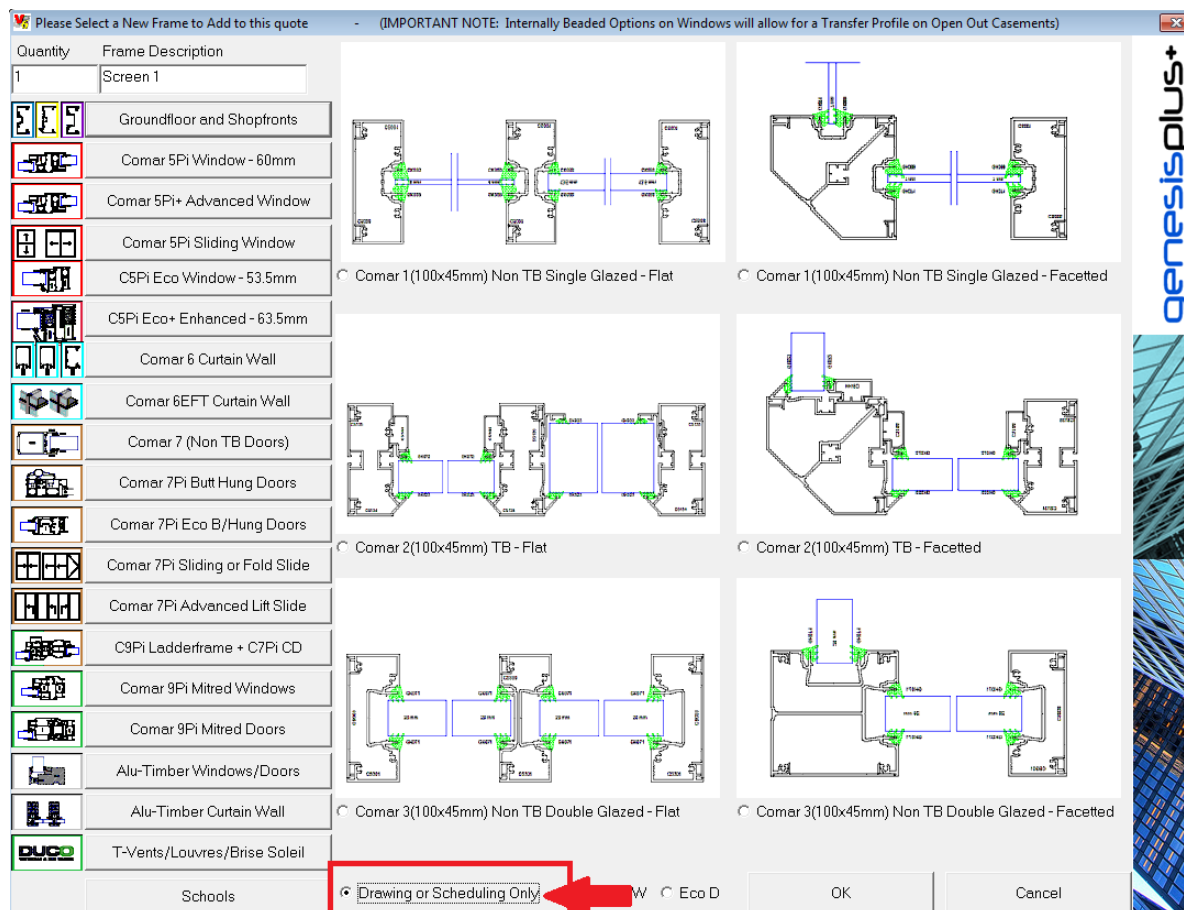 Please Select a New Frame to Add to this quote - (IMPORTANT NOTE: Internally Beaded Options on Windows will allow for a Transfer Profile on Open Out Casements)
Quantity Frame Description
1 Screen 1
Groundfloor and Shopfronts
Comar 5Pi Window - 60mm
Comar 5Pi+ Advanced Window
Comar 5Pi Sliding Window
C5Pi Eco Window - 53.5mm
C5Pi Eco+ Enhanced - 63.5mm
Comar 6 Curtain Wall
Comar 6EFT Curtain Wall
Comar 7 (Non TB Doors)
Comar 7Pi Butt Hung Doors
Comar 7Pi Eco B/Hung Doors
Comar 7Pi Sliding or Fold Slide
Comar 7Pi Advanced Lift Slide
C9Pi Ladderframe + C7Pi CD
Comar 9Pi Mitred Windows
Comar 9Pi Mitred Doors
Alu-Timber Windows/Doors
Alu-Timber Curtain Wall
DUCO
T-Vents/Louvres/Brise Soleil
Schools
Comar 1(100x45mm) Non TB Single Glazed - Flat
Comar 1(100x45mm) Non TB Single Glazed - Facetted
Comar 2(100x45mm) TB - Flat
Comar 2(100x45mm) TB - Facetted
Comar 3(100x45mm) Non TB Double Glazed - Flat
Comar 3(100x45mm) Non TB Double Glazed - Facetted
Drawing or Scheduling Only
W
Eco D
OK
Cancel
genesisplus+